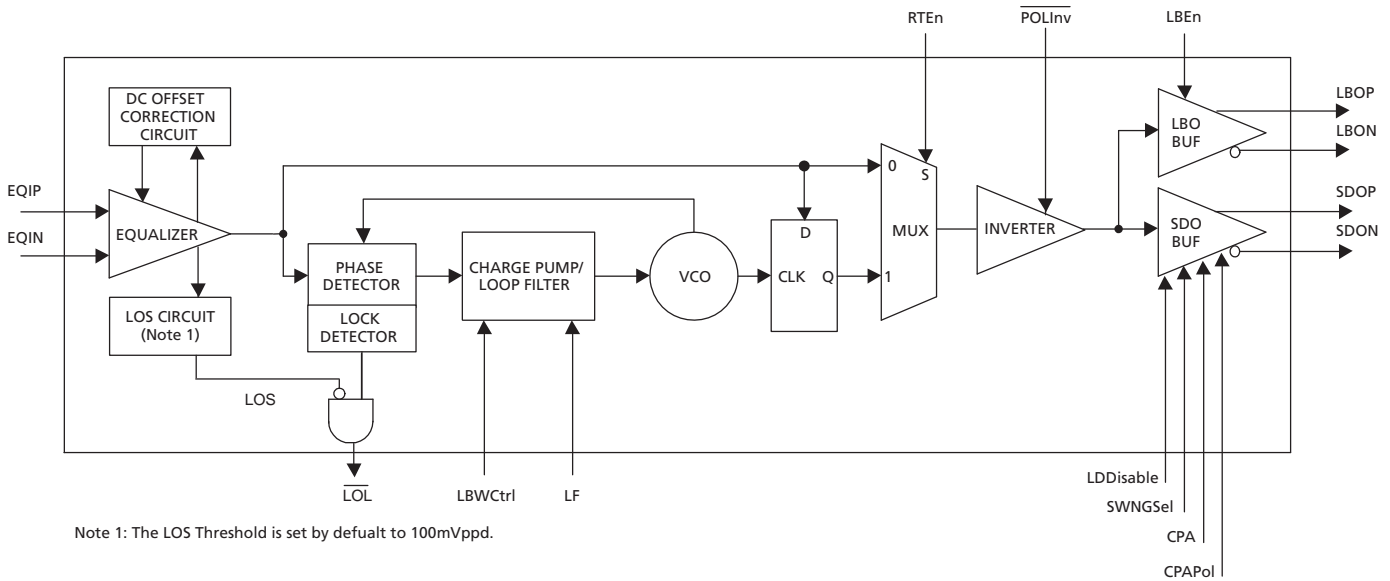 RTEn
POLInv
LBEn
DC OFFSET
CORRECTION
CIRCUIT
LBOP
LBO
BUF
LBON
0
S
EQIP
EQIN
EQUALIZER
D
MUX
INVERTER
SDOP
SDO
BUF
SDON
PHASE
DETECTOR
CHARGE PUMP/
LOOP FILTER
VCO
CLK
Q
1
LOS CIRCUIT
(Note 1)
LOCK
DETECTOR
LOS
LOL
LBWCtrl
LF
LDDisable
SWNGSel
CPA
CPAPol
Note 1: The LOS Threshold is set by defualt to 100mVppd.